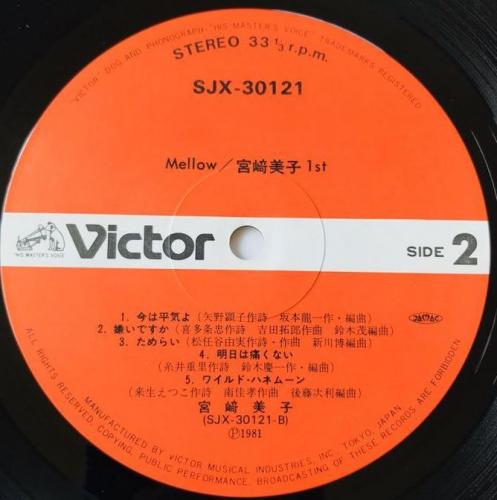 "VICTOR" DOG AND PHONOGRAPH · "HIS MASTER'S VOICE" TRADEMARKS REGISTERED
STEREO 33 1/3 r.p.m.
SJX-30121
Mellow／宮﨑美子 1st
"HIS MASTER'S VOICE"
Victor
SIDE 2
1. 今は平気よ (矢野顕子作詩 坂本龍一作・編曲)
2. 嫌いですか (喜多条忠作詩 吉田拓郎作曲 鈴木茂編曲)
3. ためらい (松任谷由実作詩・作曲 新川博編曲)
4. 明日は痛くない
(糸井重里作詩 鈴木慶一作・編曲)
5. ワイルド・ハネムーン
(来生えつこ作詩 南佳孝作曲 後藤次利編曲)
宮﨑美子
(SJX-30121-B)
Ⓟ1981
MANUFACTURED BY VICTOR MUSICAL INDUSTRIES, INC. TOKYO, JAPAN
ALL RIGHTS RESERVED. COPYING, PUBLIC PERFORMANCE, BROADCASTING OF THESE RECORDS ARE FORBIDDEN